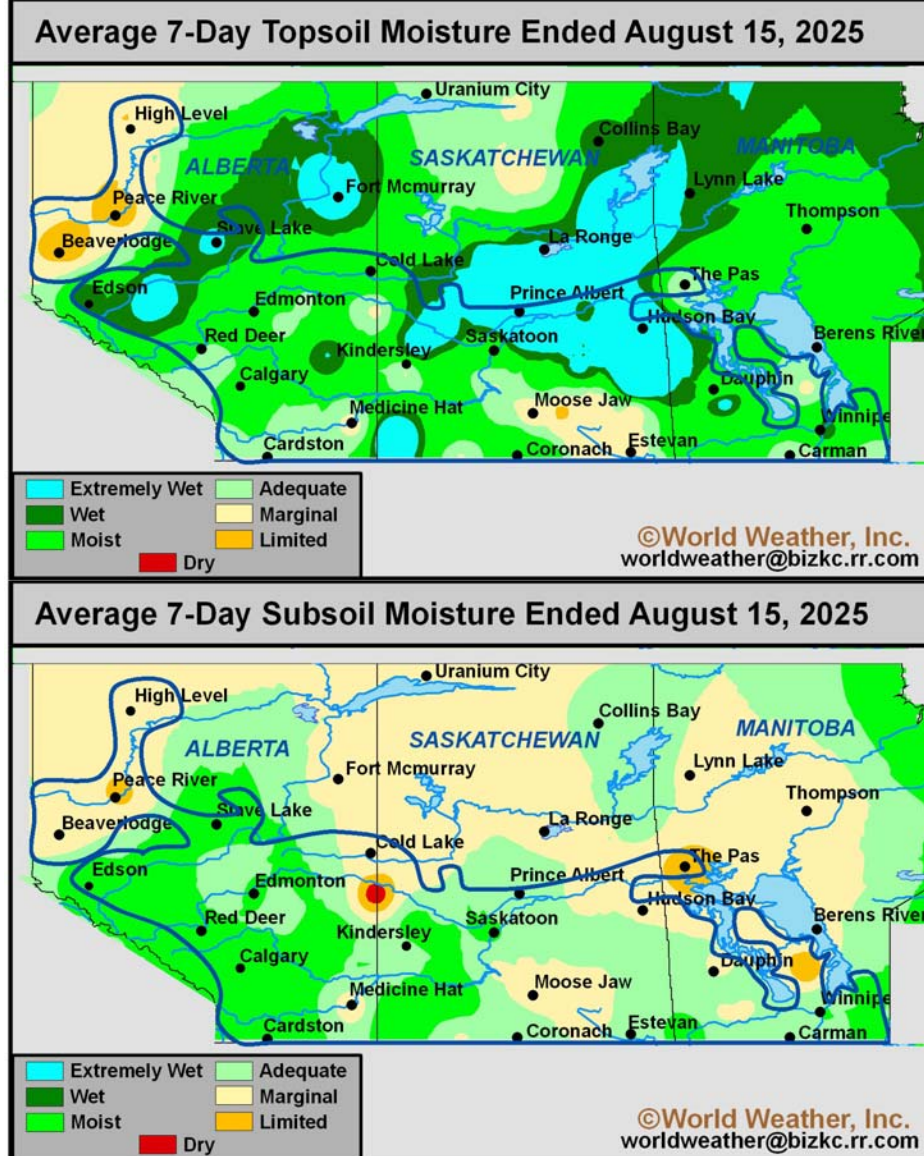 Average 7-Day Topsoil Moisture Ended August 15, 2025
Uranium City
High Level
Collins Bay
ALBERTA
SASKATCHEWAN
MANITOBA
Fort Mcmurray
Lynn Lake
Peace River
Thompson
Beaverlodge
Slave Lake
La Ronge
Cold Lake
The Pas
Edson
Edmonton
Prince Albert
Hudson Bay
Red Deer
Kindersley
Saskatoon
Berens River
Calgary
Dauphin
Medicine Hat
Moose Jaw
Winnipe
Cardston
Coronach
Estevan
Carman
Extremely Wet
Adequate
Wet
Marginal
Moist
Limited
Dry
©World Weather, Inc.
worldweather@bizkc.rr.com
Average 7-Day Subsoil Moisture Ended August 15, 2025
Uranium City
High Level
Collins Bay
ALBERTA
SASKATCHEWAN
MANITOBA
Fort Mcmurray
Lynn Lake
Peace River
Thompson
Beaverlodge
Slave Lake
La Ronge
Cold Lake
The Pas
Edson
Edmonton
Prince Albert
Hudson Bay
Red Deer
Kindersley
Saskatoon
Berens River
Calgary
Dauphin
Medicine Hat
Moose Jaw
Winnipe
Cardston
Coronach
Estevan
Carman
Extremely Wet
Adequate
Wet
Marginal
Moist
Limited
Dry
©World Weather, Inc.
worldweather@bizkc.rr.com